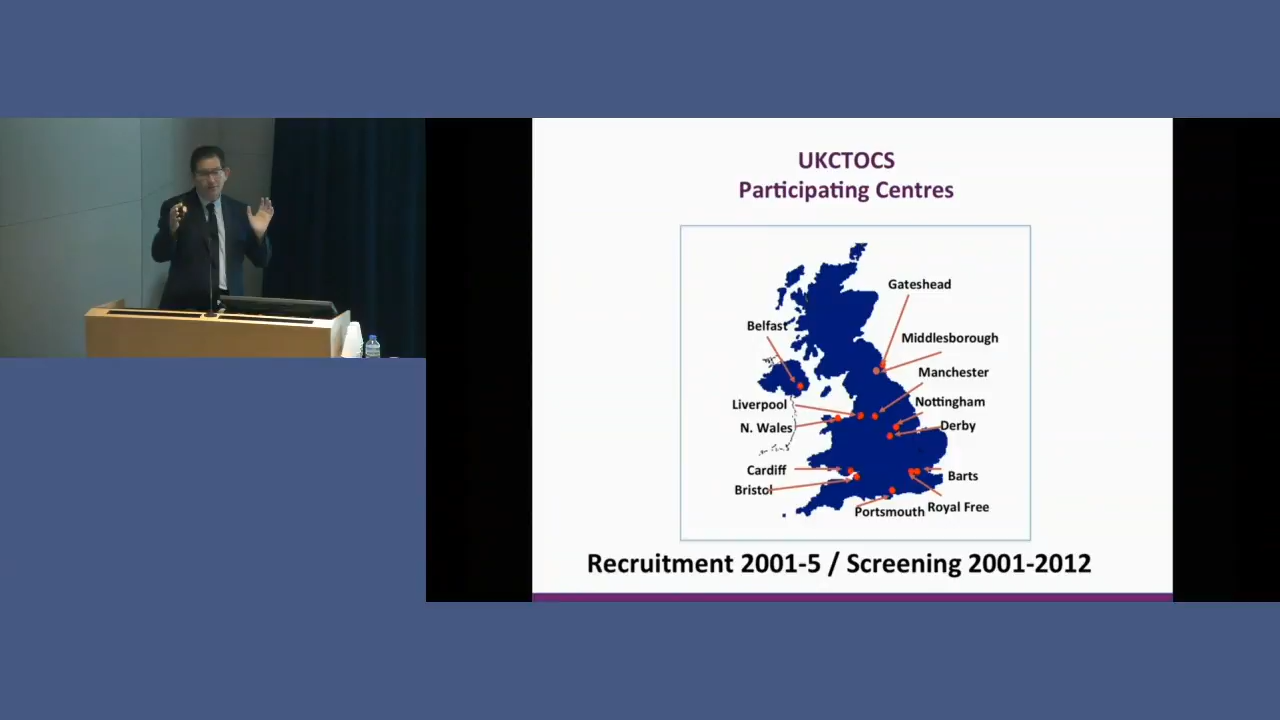 UKCTOCS
Participating Centres
Gateshead
Belfast
Middlesborough
Manchester
Liverpool
Nottingham
N. Wales
Derby
Cardiff
Barts
Bristol
Royal Free
Portsmouth
Recruitment 2001-5 / Screening 2001-2012